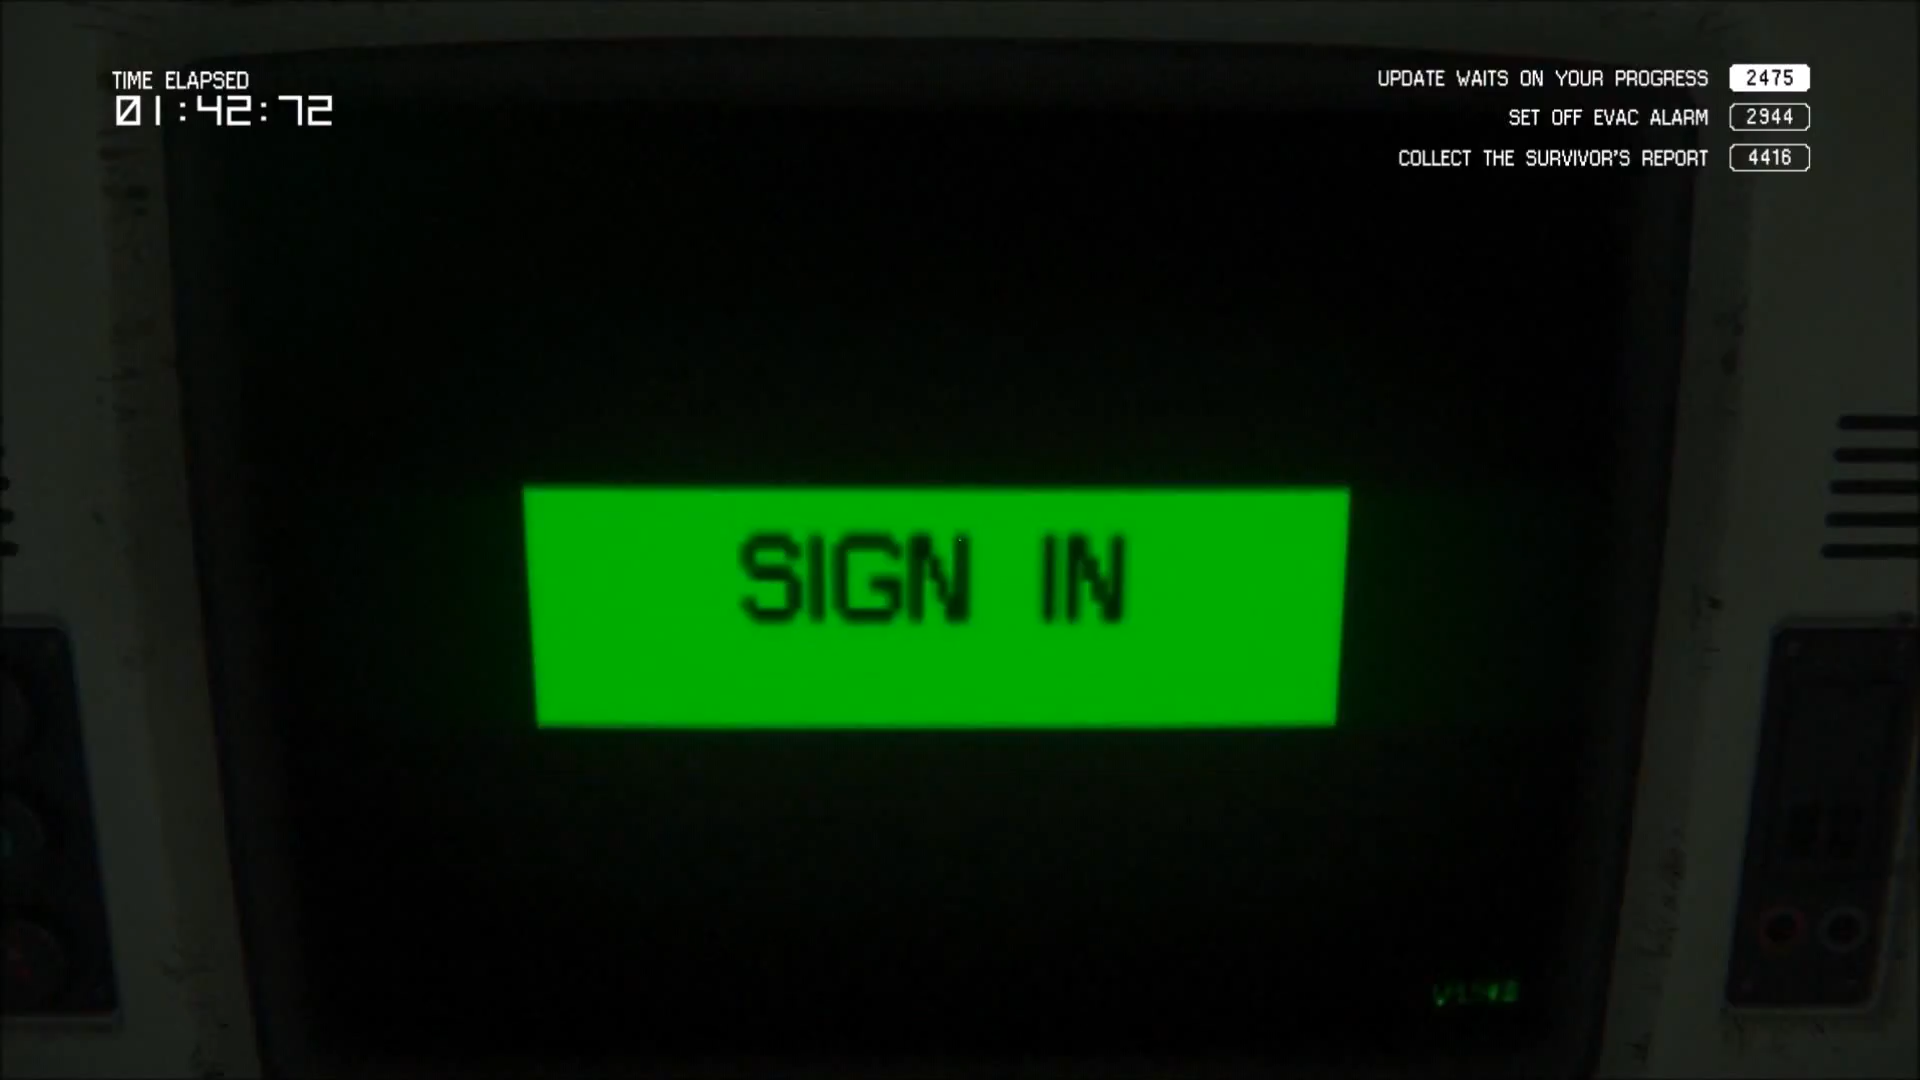 TIME ELAPSED
01:42:72
UPDATE WAITS ON YOUR PROGRESS 2475
SET OFF EVAC ALARM 2944
COLLECT THE SURVIVOR'S REPORT 4416
SIGN IN